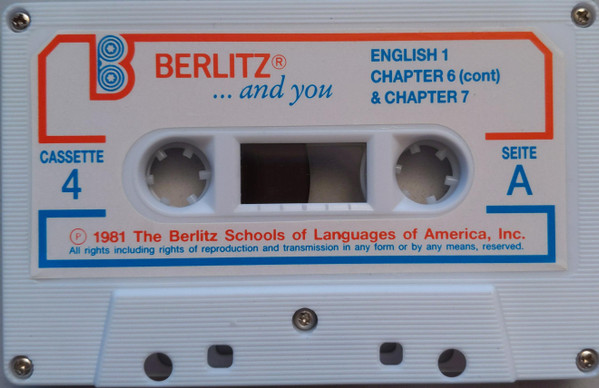 BERLITZ®
... and you
ENGLISH 1
CHAPTER 6 (cont)
& CHAPTER 7
CASSETTE
4
SEITE
A
Ⓟ 1981 The Berlitz Schools of Languages of America, Inc.
All rights including rights of reproduction and transmission in any form or by any means, reserved.